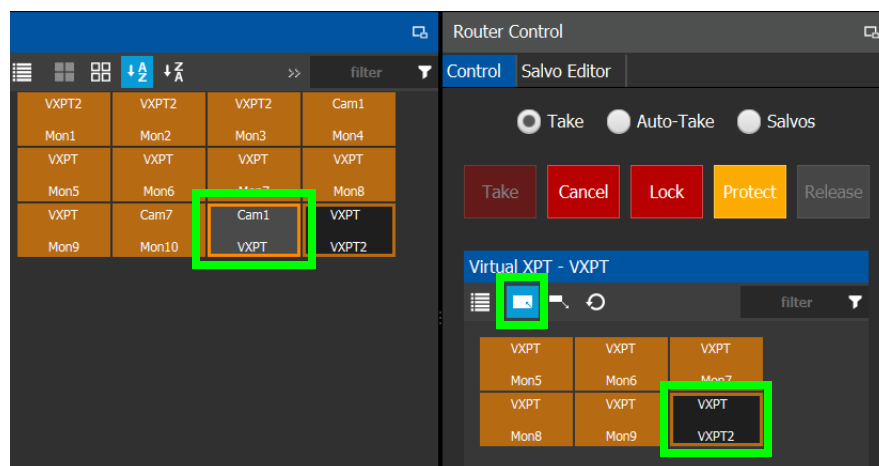 Router Control
Control Salvo Editor
filter
Take Auto-Take Salvos
VXPT2 VXPT2 VXPT2 Cam1
Mon1 Mon2 Mon3 Mon4
VXPT VXPT VXPT VXPT
Mon5 Mon6 Mon7 Mon8
VXPT Cam7 Cam1 VXPT
Mon9 Mon10 VXPT VXPT2
Take Cancel Lock Protect Release
Virtual XPT - VXPT
filter
VXPT VXPT VXPT
Mon5 Mon6 Mon7
VXPT VXPT VXPT
Mon8 Mon9 VXPT2